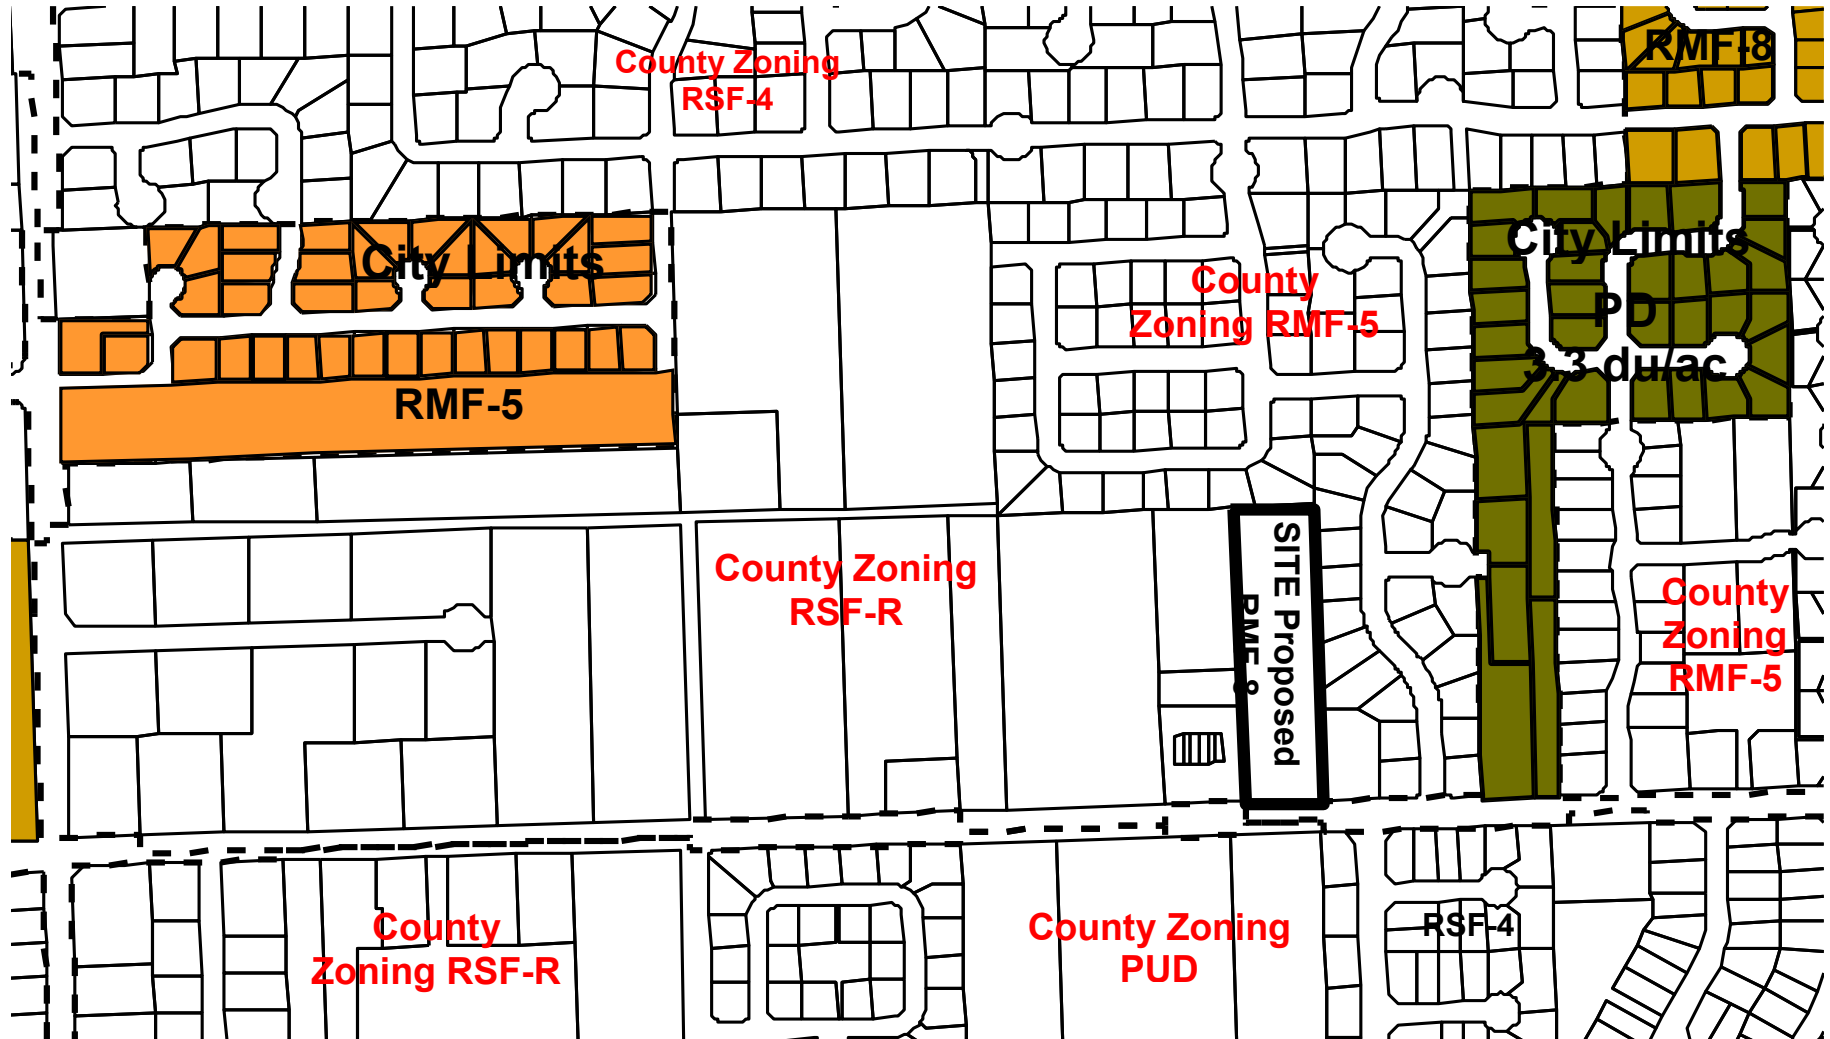 RMF-8
County Zoning
RSF-4
City Limits
City Limits
PD
3.3 du/ac
County
Zoning RMF-5
RMF-5
SITE Proposed
RMF-8
County Zoning
RSF-R
County
Zoning
RMF-5
County
Zoning RSF-R
County Zoning
PUD
RSF-4